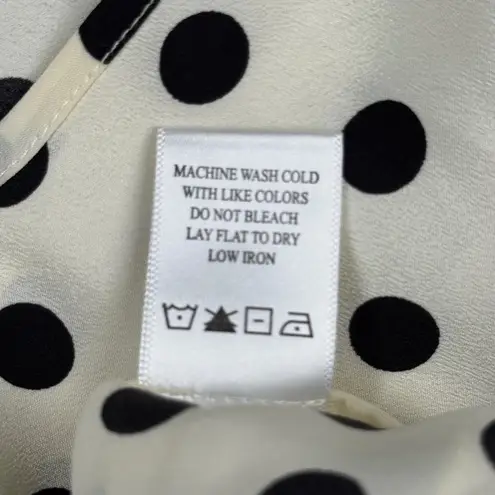 MACHINE WASH COLD
WITH LIKE COLORS
DO NOT BLEACH
LAY FLAT TO DRY
LOW IRON